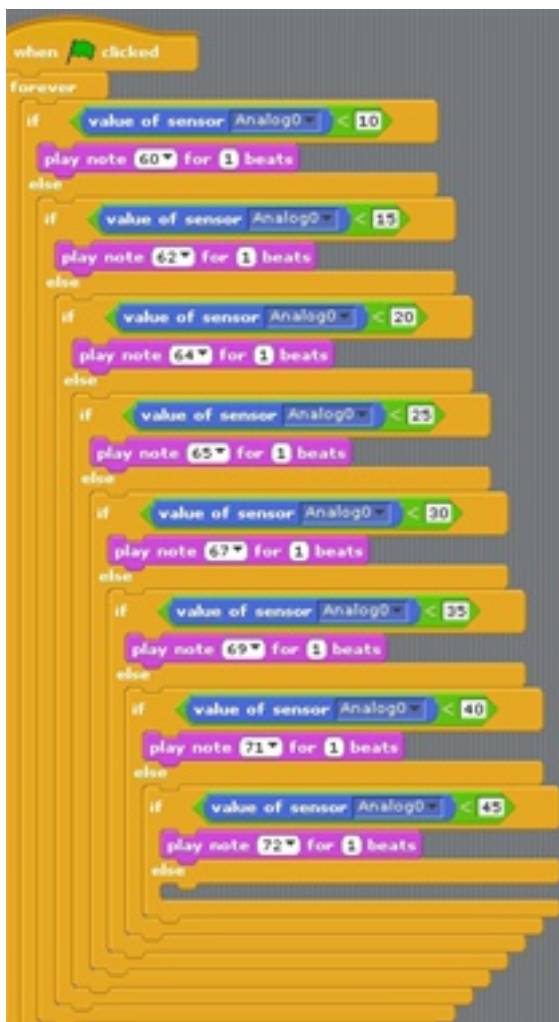 when clicked
forever
if value of sensor Analog0 < 10
play note 60 for 1 beats
else
if value of sensor Analog0 < 15
play note 62 for 1 beats
else
if value of sensor Analog0 < 20
play note 64 for 1 beats
else
if value of sensor Analog0 < 25
play note 65 for 1 beats
else
if value of sensor Analog0 < 30
play note 67 for 1 beats
else
if value of sensor Analog0 < 35
play note 69 for 1 beats
else
if value of sensor Analog0 < 40
play note 71 for 1 beats
else
if value of sensor Analog0 < 45
play note 72 for 1 beats
else